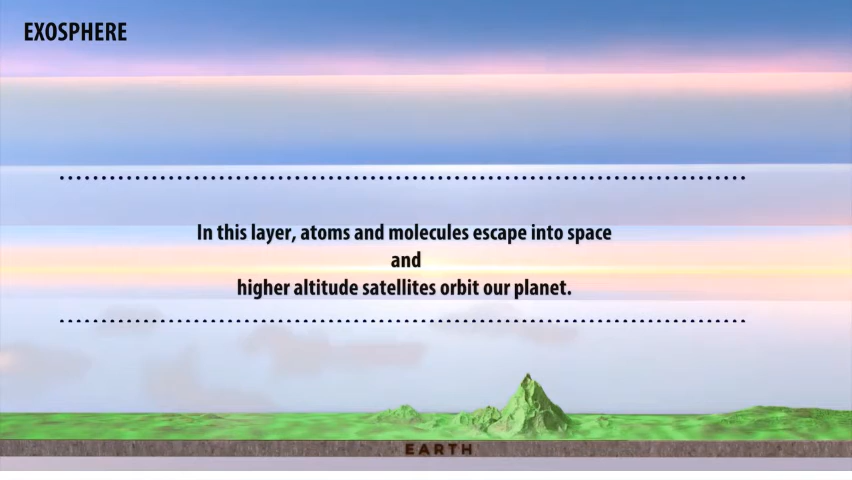 EXOSPHERE
In this layer, atoms and molecules escape into space
and
higher altitude satellites orbit our planet.
EARTH